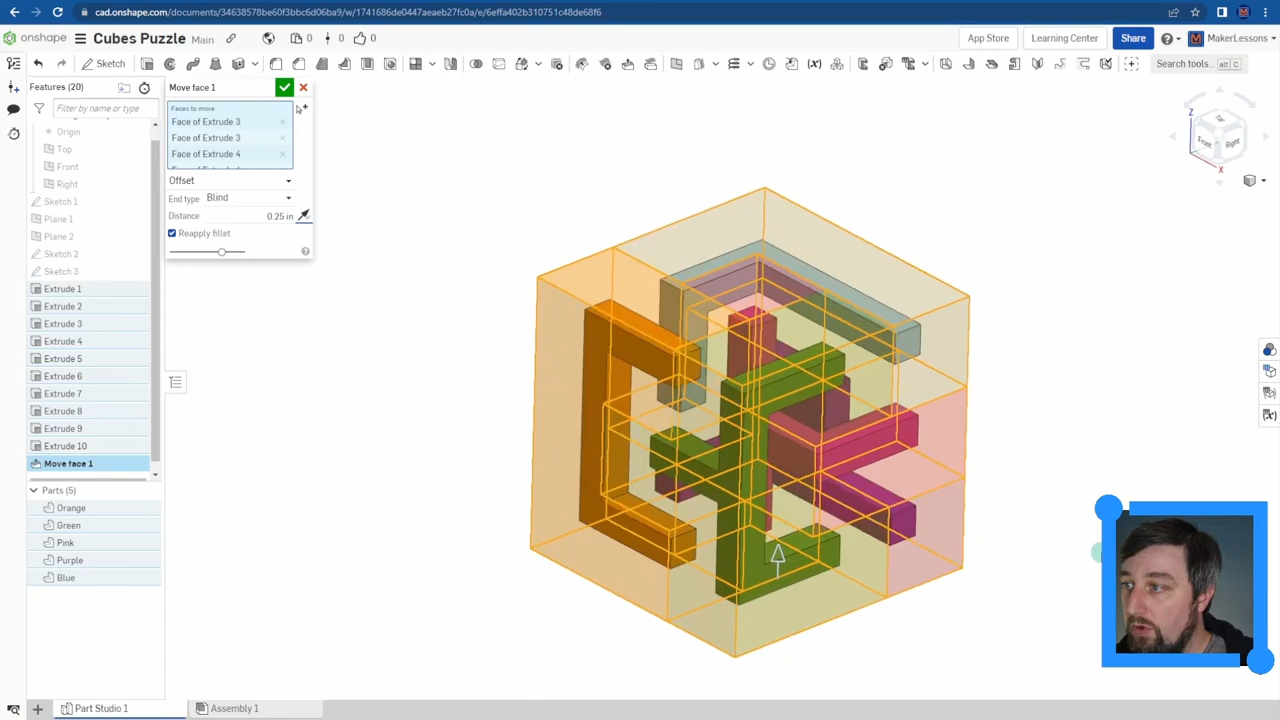 cad.onshape.com/documents/34638578be60f3bbc6d06ba9/w/1741686de0447aeaeb27fc0a/e/6effa402b310751c48de68f6
onshape Cubes Puzzle Main 0 0 0 App Store Learning Center Share MakerLessons
Sketch Search tools... alt C
Features (20)
Filter by name or type
Origin
Top
Front
Right
Sketch 1
Plane 1
Plane 2
Sketch 2
Sketch 3
Extrude 1
Extrude 2
Extrude 3
Extrude 4
Extrude 5
Extrude 6
Extrude 7
Extrude 8
Extrude 9
Extrude 10
Move face 1
Parts (5)
Orange
Green
Pink
Purple
Blue
Move face 1
Faces to move
Face of Extrude 3
Face of Extrude 3
Face of Extrude 4
Offset
End type Blind
Distance 0.25 in
Reapply fillet
Z
Top
Front
Right
X
Part Studio 1
Assembly 1